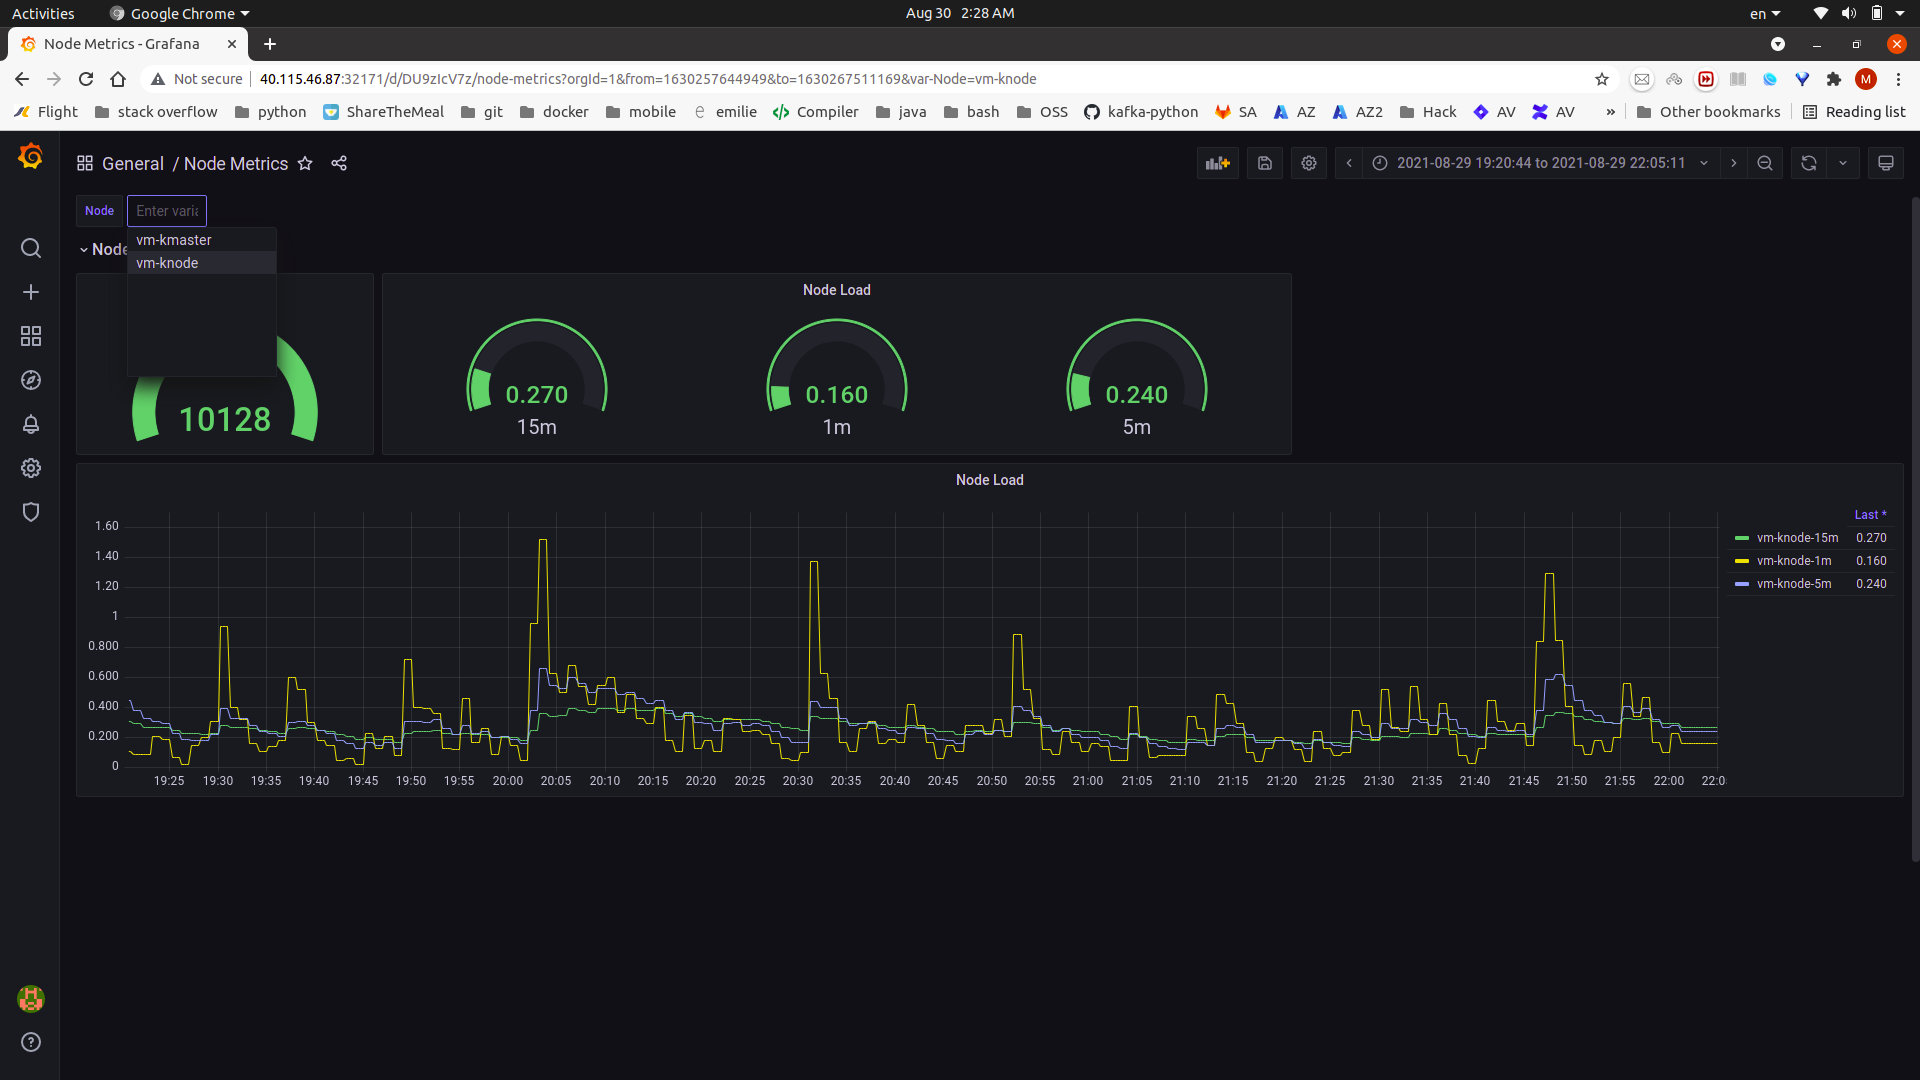 Activities Google Chrome Aug 30 2:28 AM en
Node Metrics - Grafana
Not secure 40.115.46.87:32171/d/DU9zIcV7z/node-metrics?orgId=1&from=1630257644949&to=1630267511169&var-Node=vm-knode M
Flight stack overflow python ShareTheMeal git docker mobile emilie Compiler java bash OSS kafka-python SA AZ AZ2 Hack AV AV » Other bookmarks Reading list
General / Node Metrics 2021-08-29 19:20:44 to 2021-08-29 22:05:11
Node Enter varia
vm-kmaster
Node
vm-knode
Node Load
10128
0.270 0.160 0.240
15m 1m 5m
Node Load
Last *
vm-knode-15m 0.270
vm-knode-1m 0.160
vm-knode-5m 0.240
1.60
1.40
1.20
1
0.800
0.600
0.400
0.200
0
19:25 19:30 19:35 19:40 19:45 19:50 19:55 20:00 20:05 20:10 20:15 20:20 20:25 20:30 20:35 20:40 20:45 20:50 20:55 21:00 21:05 21:10 21:15 21:20 21:25 21:30 21:35 21:40 21:45 21:50 21:55 22:00 22:0